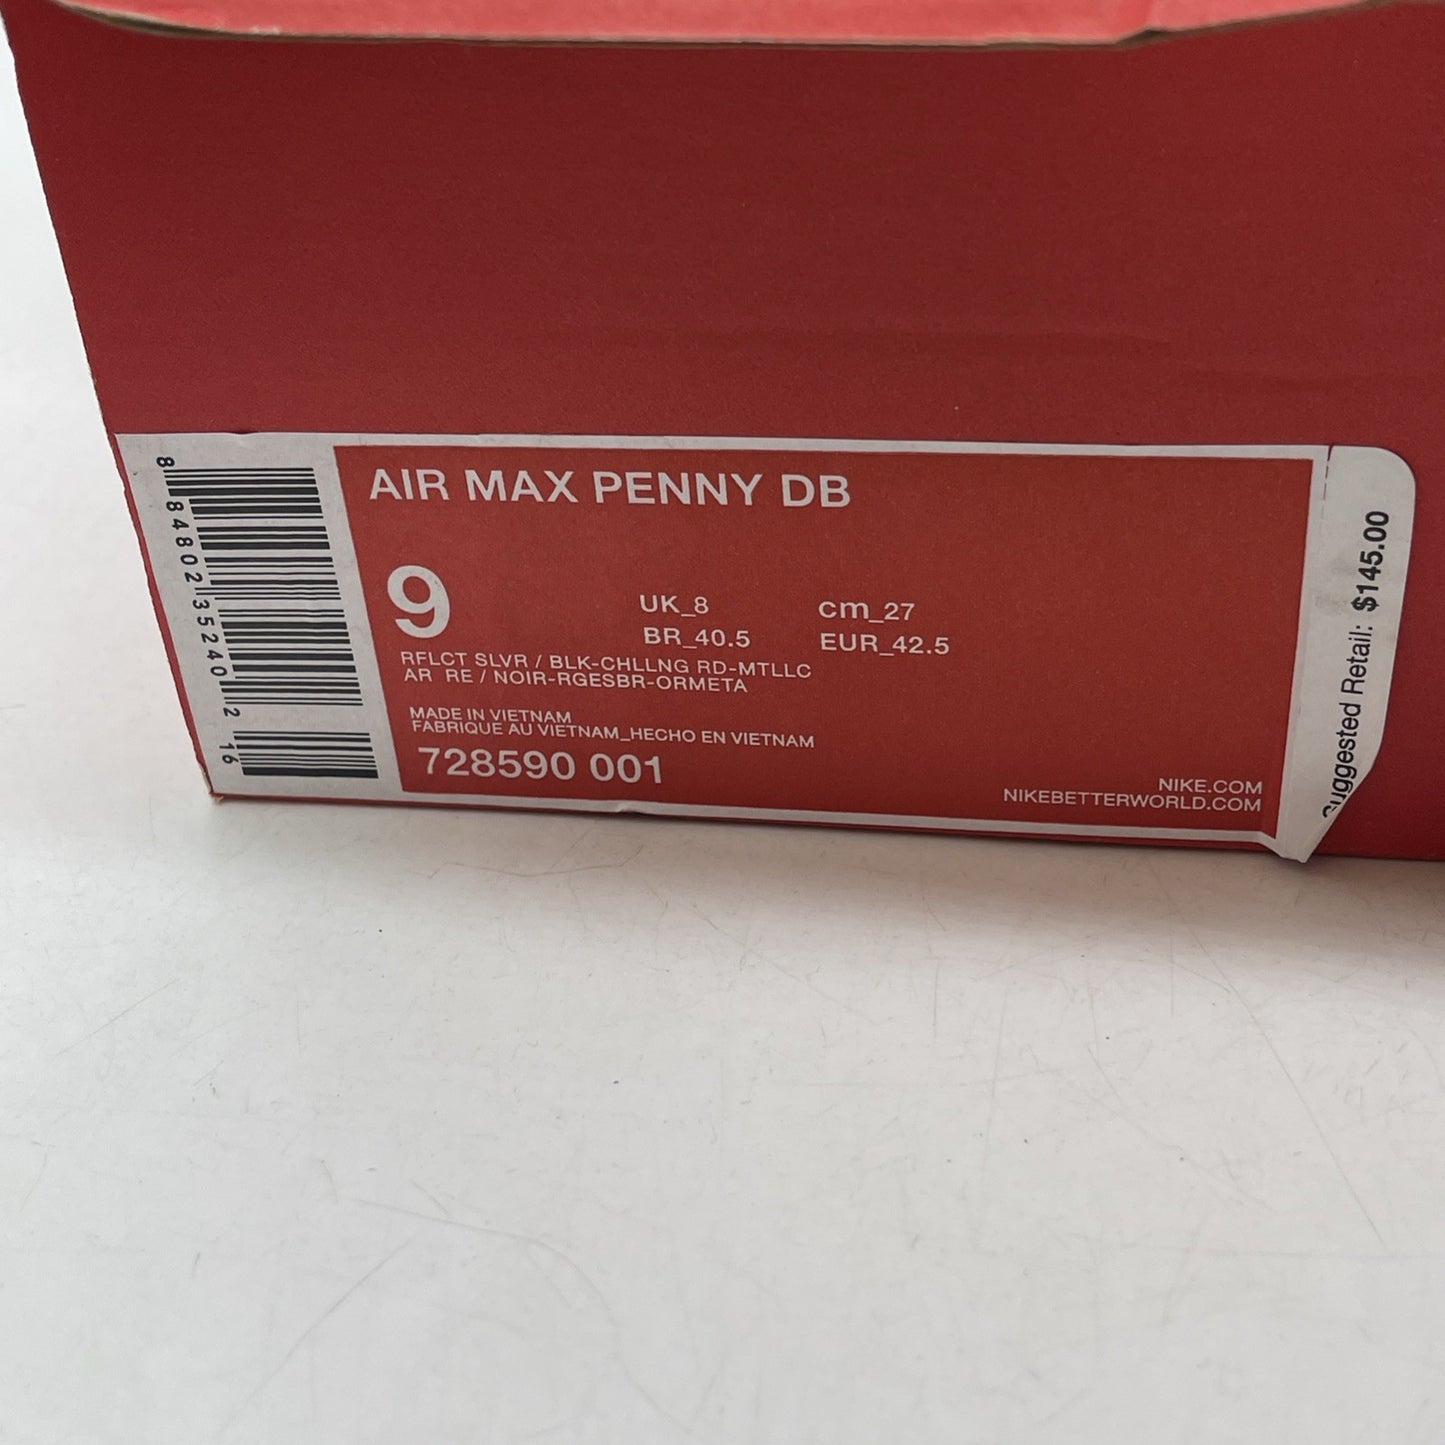 AIR MAX PENNY DB
9
UK_8 cm_27
BR_40.5 EUR_42.5
RFLCT SLVR / BLK-CHLLNG RD-MTLLC
AR RE / NOIR-RGESBR-ORMETA
MADE IN VIETNAM
FABRIQUE AU VIETNAM_HECHO EN VIETNAM
728590 001
NIKE.COM
NIKEBETTERWORLD.COM
8 84802 35240 2 16
Suggested Retail: $145.00